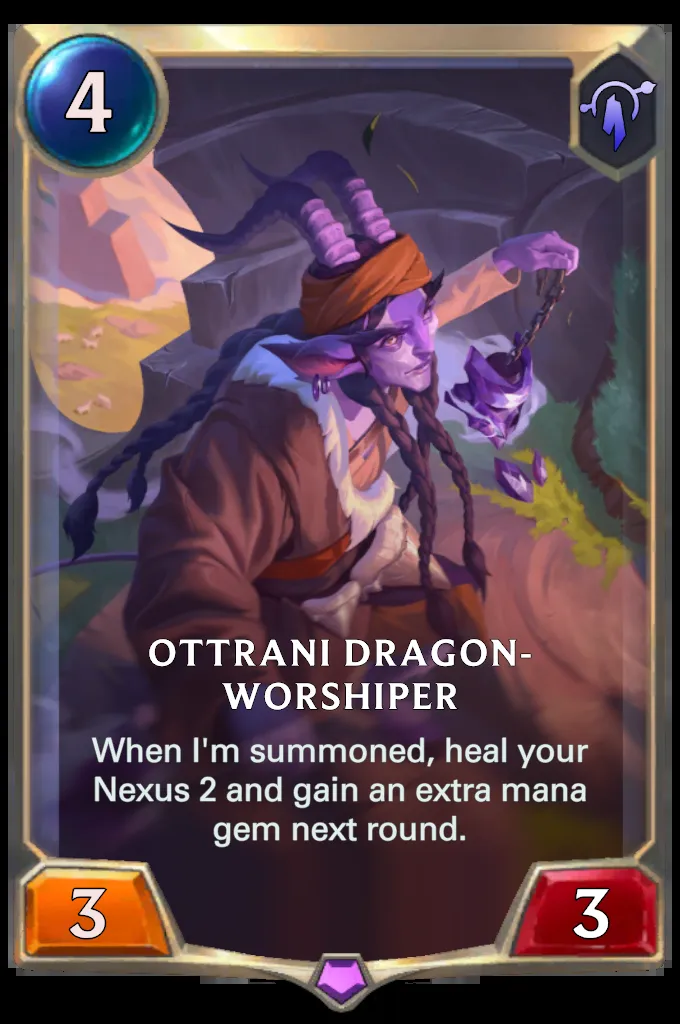 4
OTTRANI DRAGON-
WORSHIPER
When I'm summoned, heal your
Nexus 2 and gain an extra mana
gem next round.
3
3